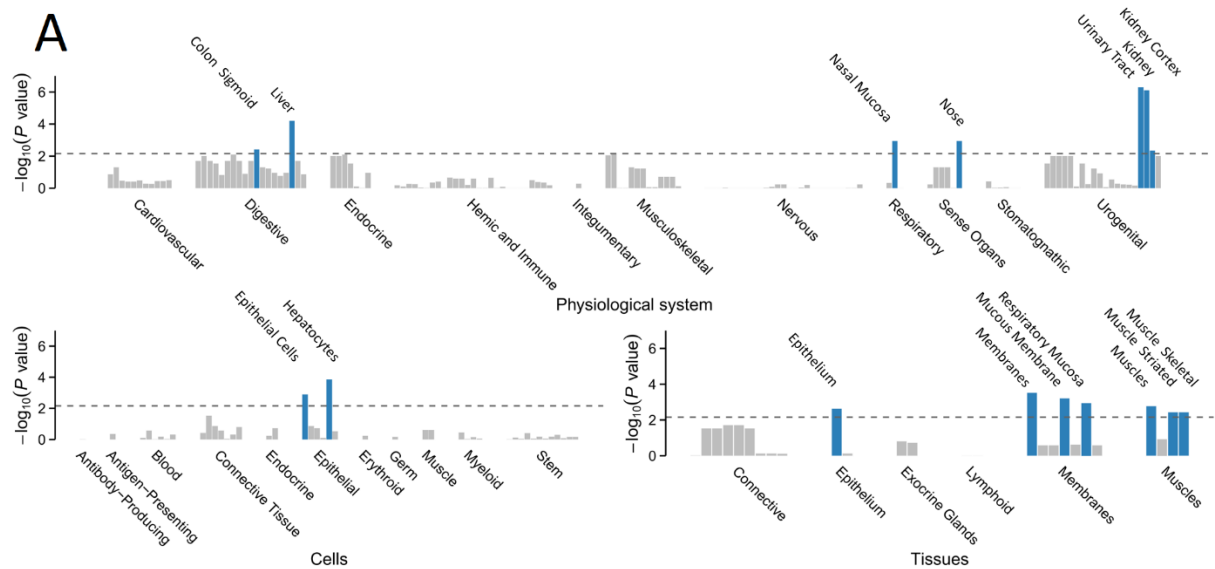 A
Colon Sigmoid
Liver
Nasal Mucosa
Nose
Urinary Tract
Kidney
Kidney Cortex
−log10(P value)
6
4
2
0
Cardiovascular
Digestive
Endocrine
Hemic and Immune
Integumentary
Musculoskeletal
Nervous
Respiratory
Sense Organs
Stomatognathic
Urogenital
Physiological system
Epithelial Cells
Hepatocytes
−log10(P value)
6
4
2
0
Antibody−Producing
Antigen−Presenting
Blood
Connective Tissue
Endocrine
Epithelial
Erythroid
Germ
Muscle
Myeloid
Stem
Cells
Epithelium
Membranes
Mucous Membrane
Respiratory Mucosa
Muscles
Muscle Striated
Muscle Skeletal
−log10(P value)
6
4
2
0
Connective
Epithelium
Exocrine Glands
Lymphoid
Membranes
Muscles
Tissues